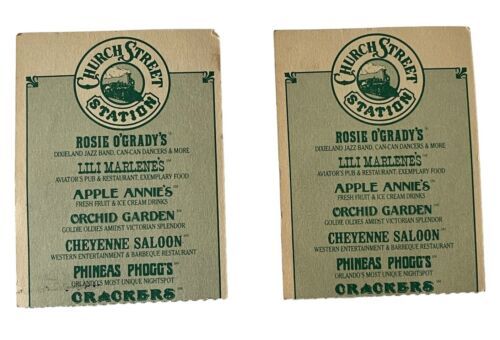 CHURCH STREET
STATION
ROSIE O'GRADY'S
DIXIELAND JAZZ BAND, CAN-CAN DANCERS & MORE
LILI MARLENE'S
AVIATOR'S PUB & RESTAURANT, EXEMPLARY FOOD
APPLE ANNIE'S
FRESH FRUIT & ICE CREAM DRINKS
ORCHID GARDEN
GOLDIE OLDIES AMIDST VICTORIAN SPLENDOR
CHEYENNE SALOON
WESTERN ENTERTAINMENT & BARBEQUE RESTAURANT
PHINEAS PHOGG'S
ORLANDO'S MOST UNIQUE NIGHTSPOT
CRACKERS
CHURCH STREET
STATION
ROSIE O'GRADY'S
DIXIELAND JAZZ BAND, CAN-CAN DANCERS & MORE
LILI MARLENE'S
AVIATOR'S PUB & RESTAURANT, EXEMPLARY FOOD
APPLE ANNIE'S
FRESH FRUIT & ICE CREAM DRINKS
ORCHID GARDEN
GOLDIE OLDIES AMIDST VICTORIAN SPLENDOR
CHEYENNE SALOON
WESTERN ENTERTAINMENT & BARBEQUE RESTAURANT
PHINEAS PHOGG'S
ORLANDO'S MOST UNIQUE NIGHTSPOT
CRACKERS